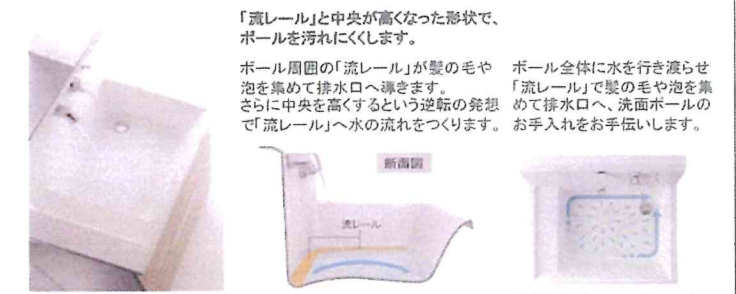 「流レール」と中央が高くなった形状で、
ボールを汚れにくくします。
ボール周囲の「流レール」が髪の毛や
泡を集めて排水口へ導きます。
さらに中央を高くするという逆転の発想
で「流レール」へ水の流れをつくります。
ボール全体に水を行き渡らせ
「流レール」で髪の毛や泡を集
めて排水口へ、洗面ボールの
お手入れをお手伝いします。
断面図
流レール